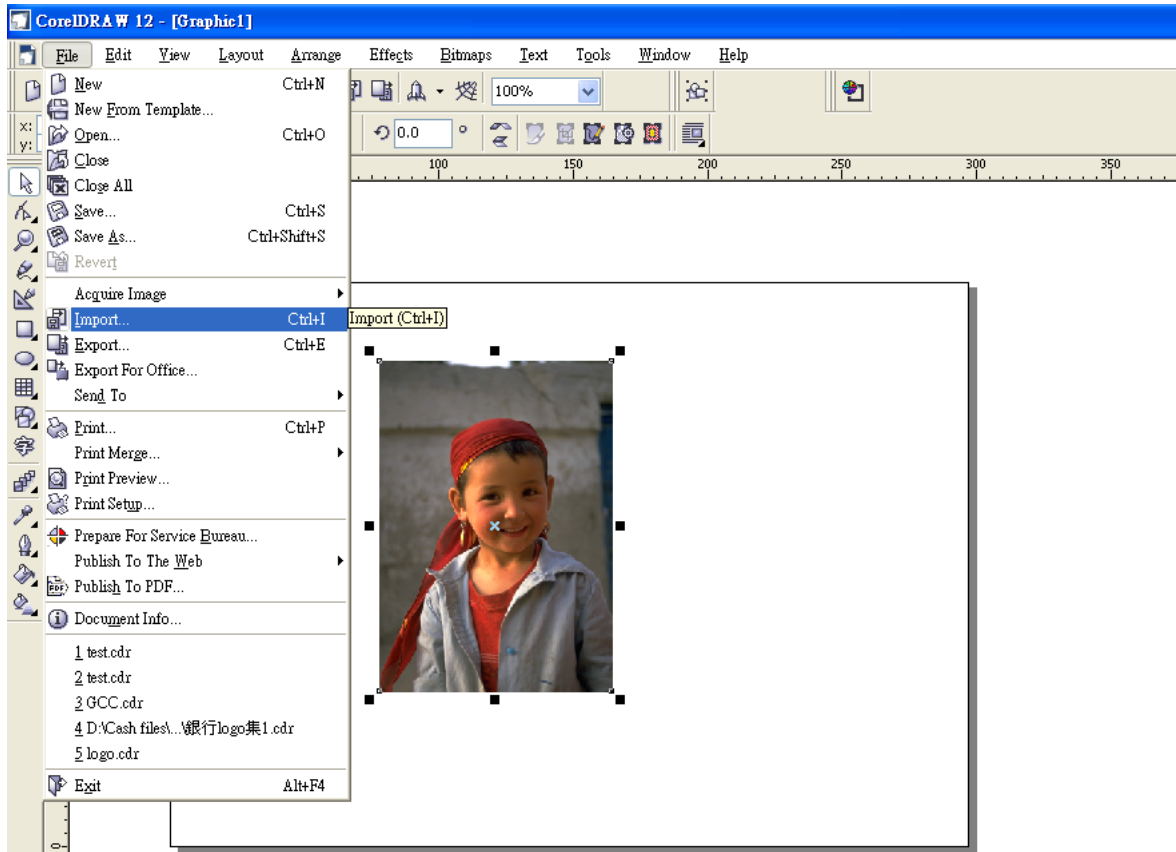 CorelDRAW 12 - [Graphic1]
File Edit View Layout Arrange Effects Bitmaps Text Tools Window Help
100%
x:
y:
0.0 o
100 150 200 250 300 350
New Ctrl+N
New From Template...
Open... Ctrl+O
Close
Close All
Save... Ctrl+S
Save As... Ctrl+Shift+S
Revert
Acquire Image
Import... Ctrl+I
Import (Ctrl+I)
Export... Ctrl+E
Export For Office...
Send To
Print... Ctrl+P
Print Merge...
Print Preview...
Print Setup...
Prepare For Service Bureau...
Publish To The Web
PDF Publish To PDF...
Document Info...
1 test.cdr
2 test.cdr
3 GCC.cdr
4 D:\Cash files\...\銀行logo集1.cdr
5 logo.cdr
Exit Alt+F4
字
0